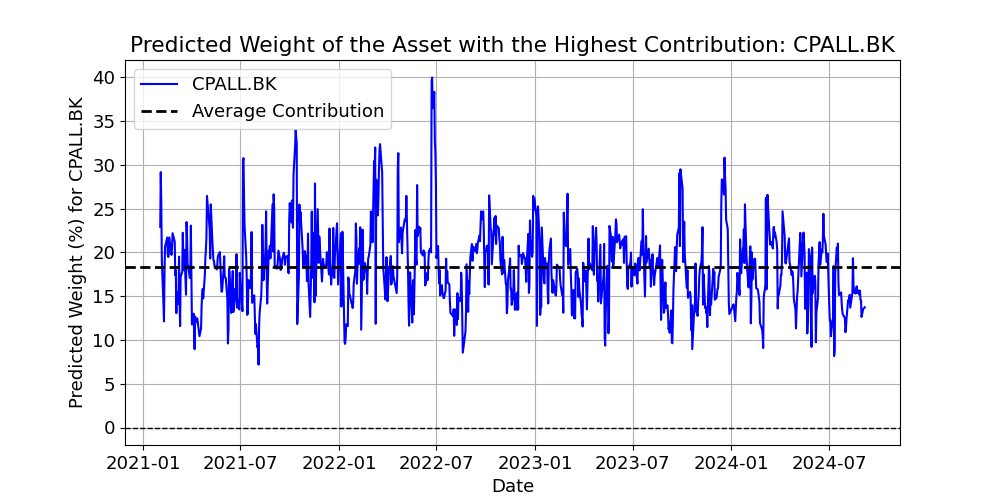 Predicted Weight of the Asset with the Highest Contribution: CPALL.BK
CPALL.BK
Average Contribution
Predicted Weight (%) for CPALL.BK
40
35
30
25
20
15
10
5
0
2021-01 2021-07 2022-01 2022-07 2023-01 2023-07 2024-01 2024-07
Date